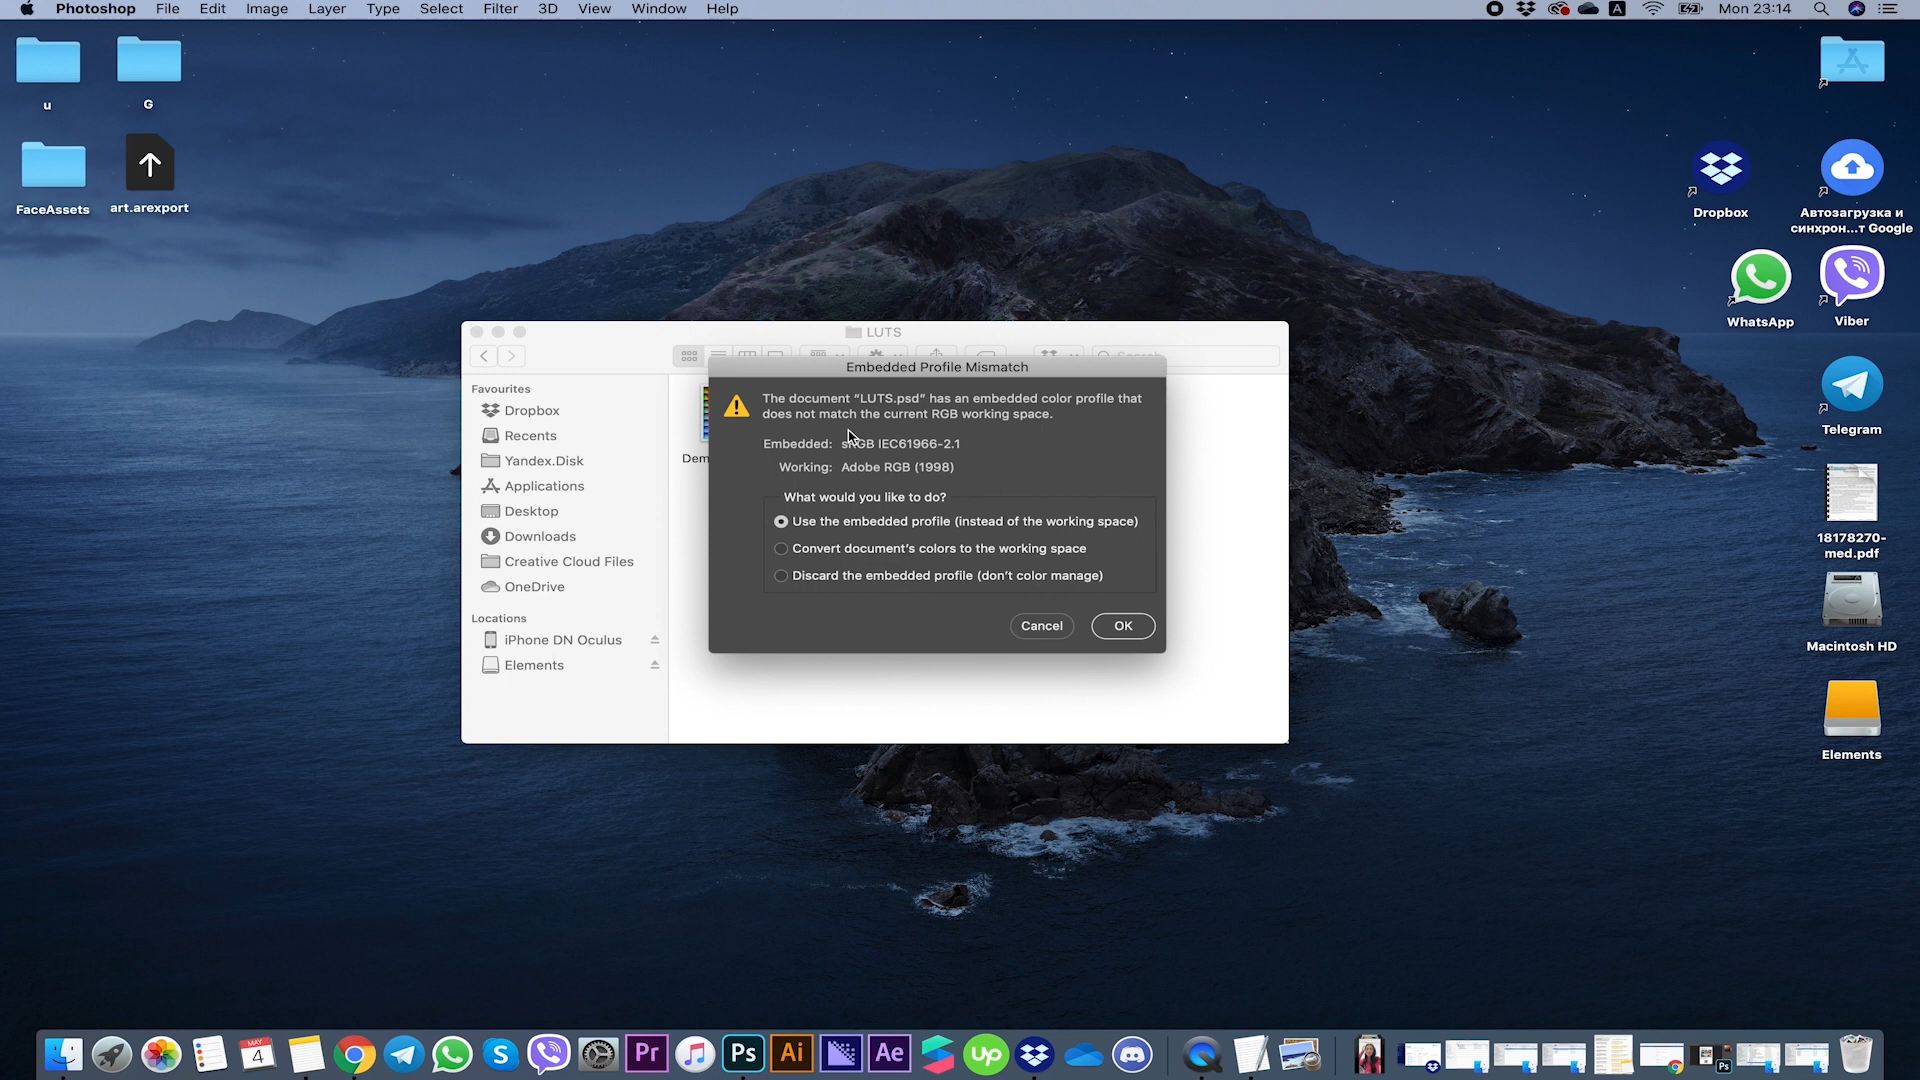 Photoshop File Edit Image Layer Type Select Filter 3D View Window Help
A Mon 23:14
u
G
FaceAssets
art.arexport
Dropbox
Автозагрузка и
синхрон...т Google
WhatsApp
Viber
Telegram
18178270-
med.pdf
Macintosh HD
Elements
LUTS
Favourites
Dropbox
Recents
Yandex.Disk
Applications
Desktop
Downloads
Creative Cloud Files
OneDrive
Locations
iPhone DN Oculus
Elements
Dem
Embedded Profile Mismatch
The document “LUTS.psd” has an embedded color profile that
does not match the current RGB working space.
Embedded: sRGB IEC61966-2.1
Working: Adobe RGB (1998)
What would you like to do?
Use the embedded profile (instead of the working space)
Convert document’s colors to the working space
Discard the embedded profile (don’t color manage)
Cancel
OK
MAY
4
Pr
Ps
Ai
Ae
Up
Ps